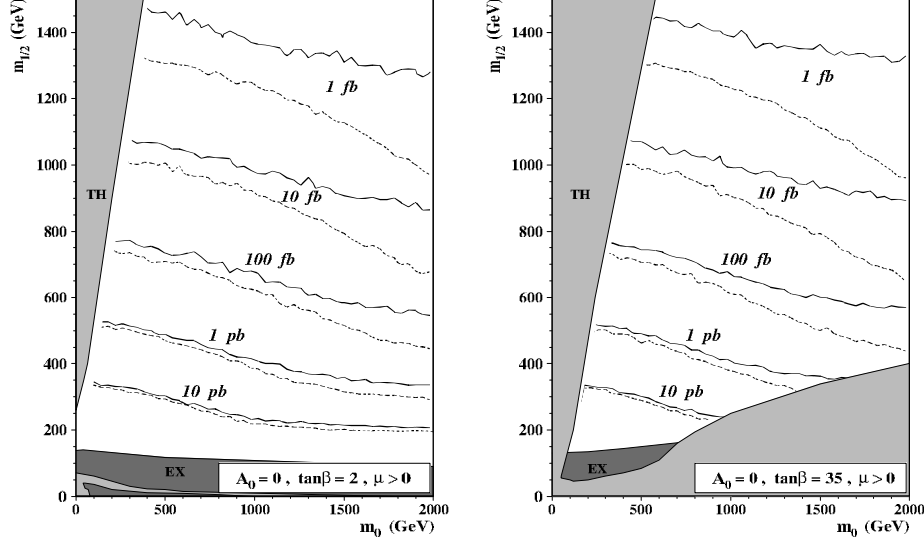 m1/2 (GeV)
1400
1200
1000
800
600
400
200
0
TH
1 fb
10 fb
100 fb
1 pb
10 pb
EX
A0 = 0 , tanβ = 2 , μ > 0
0
500
1000
1500
2000
m0 (GeV)
m1/2 (GeV)
1400
1200
1000
800
600
400
200
0
TH
1 fb
10 fb
100 fb
1 pb
10 pb
EX
A0 = 0 , tanβ = 35 , μ > 0
0
500
1000
1500
2000
m0 (GeV)